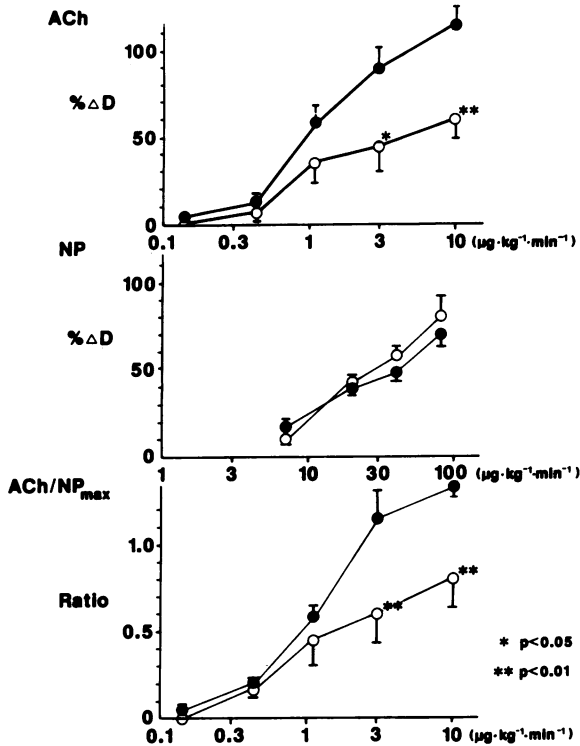 ACh
100
%△D
50
* **
0
0.1 0.3 1 3 10 (μg·kg⁻¹·min⁻¹)
NP
100
%△D
50
0
1 3 10 30 100 (μg·kg⁻¹·min⁻¹)
ACh/NPmax
1.0
Ratio
0.5
** **
0
0.1 0.3 1 3 10 (μg·kg⁻¹·min⁻¹)
* p<0.05
** p<0.01